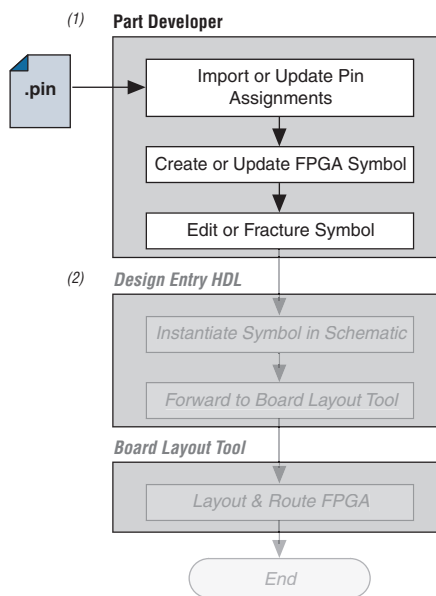 (1) Part Developer
.pin
Import or Update Pin
Assignments
Create or Update FPGA Symbol
Edit or Fracture Symbol
(2) Design Entry HDL
Instantiate Symbol in Schematic
Forward to Board Layout Tool
Board Layout Tool
Layout & Route FPGA
End